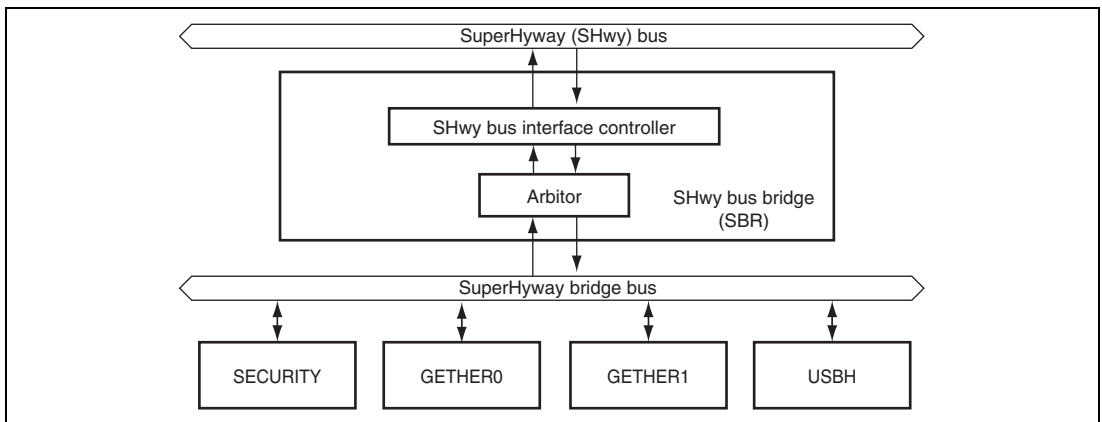 SuperHyway (SHwy) bus
SHwy bus interface controller
Arbitor
SHwy bus bridge
(SBR)
SuperHyway bridge bus
SECURITY
GETHER0
GETHER1
USBH